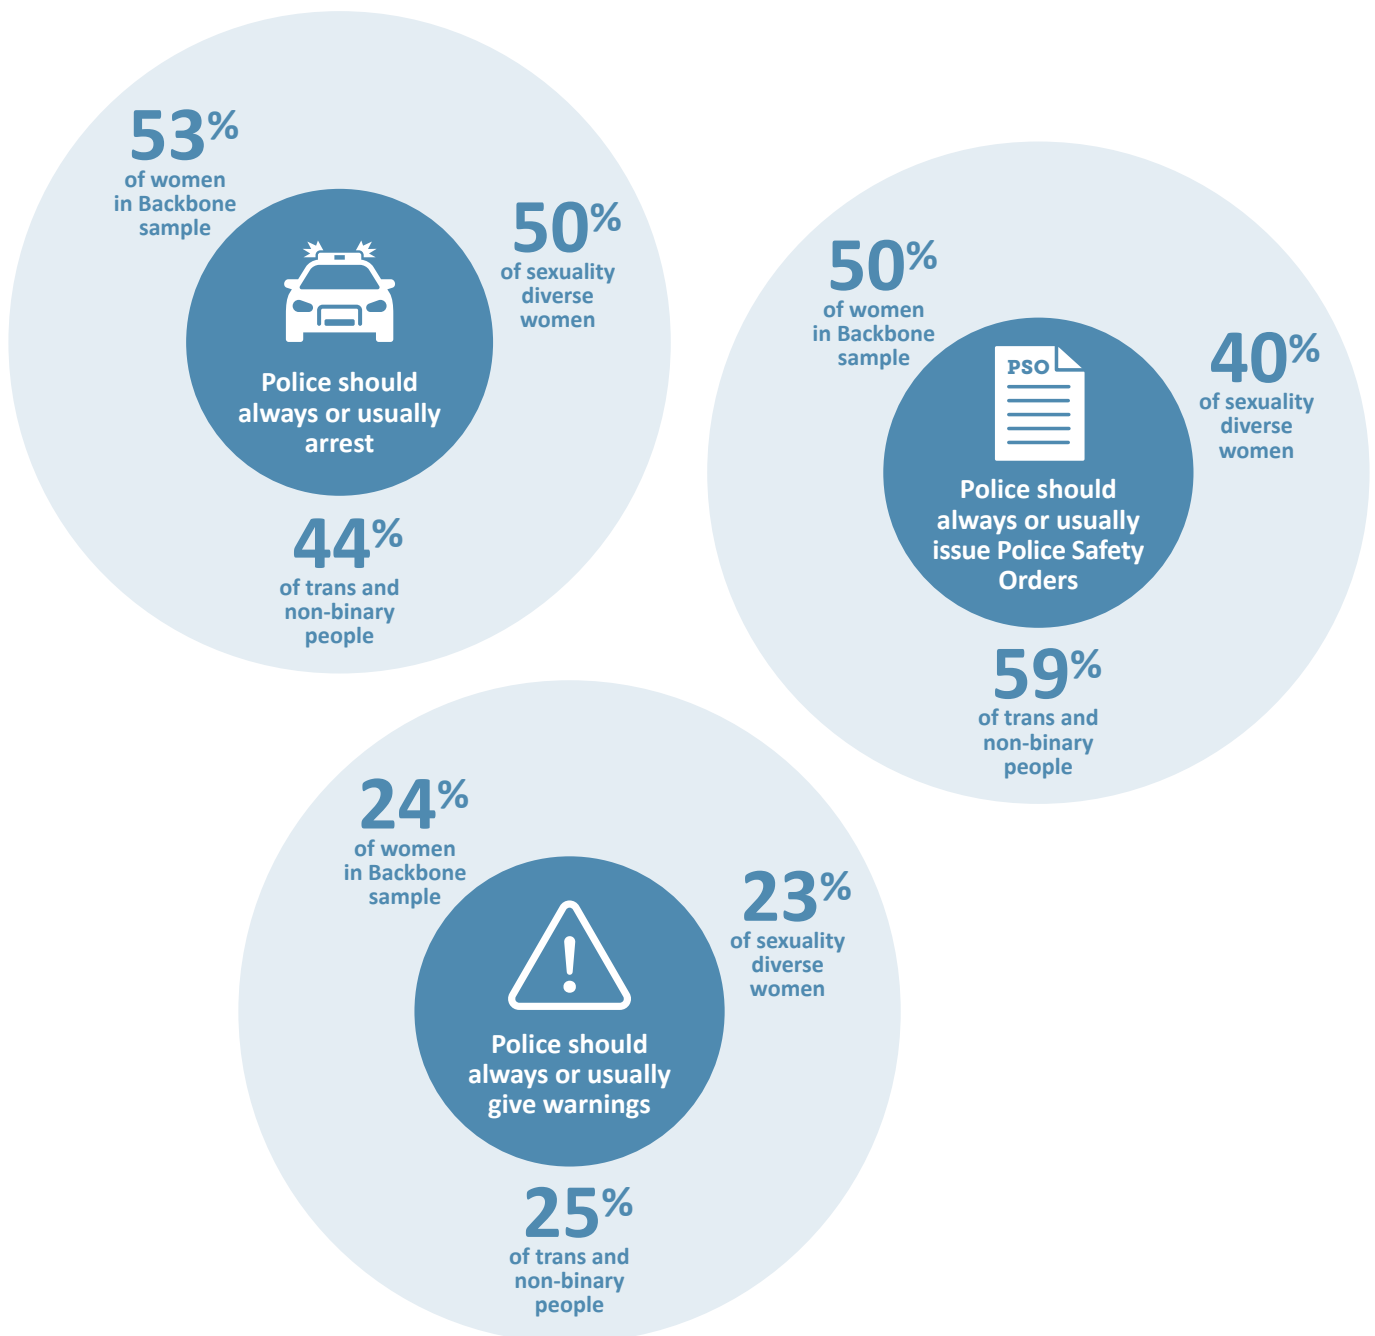 53%
of women
in Backbone
sample
50%
of sexuality
diverse
women
Police should
always or usually
arrest
44%
of trans and
non-binary
people
50%
of women
in Backbone
sample
40%
of sexuality
diverse
women
PSO
Police should
always or usually
issue Police Safety
Orders
59%
of trans and
non-binary
people
24%
of women
in Backbone
sample
23%
of sexuality
diverse
women
Police should
always or usually
give warnings
25%
of trans and
non-binary
people